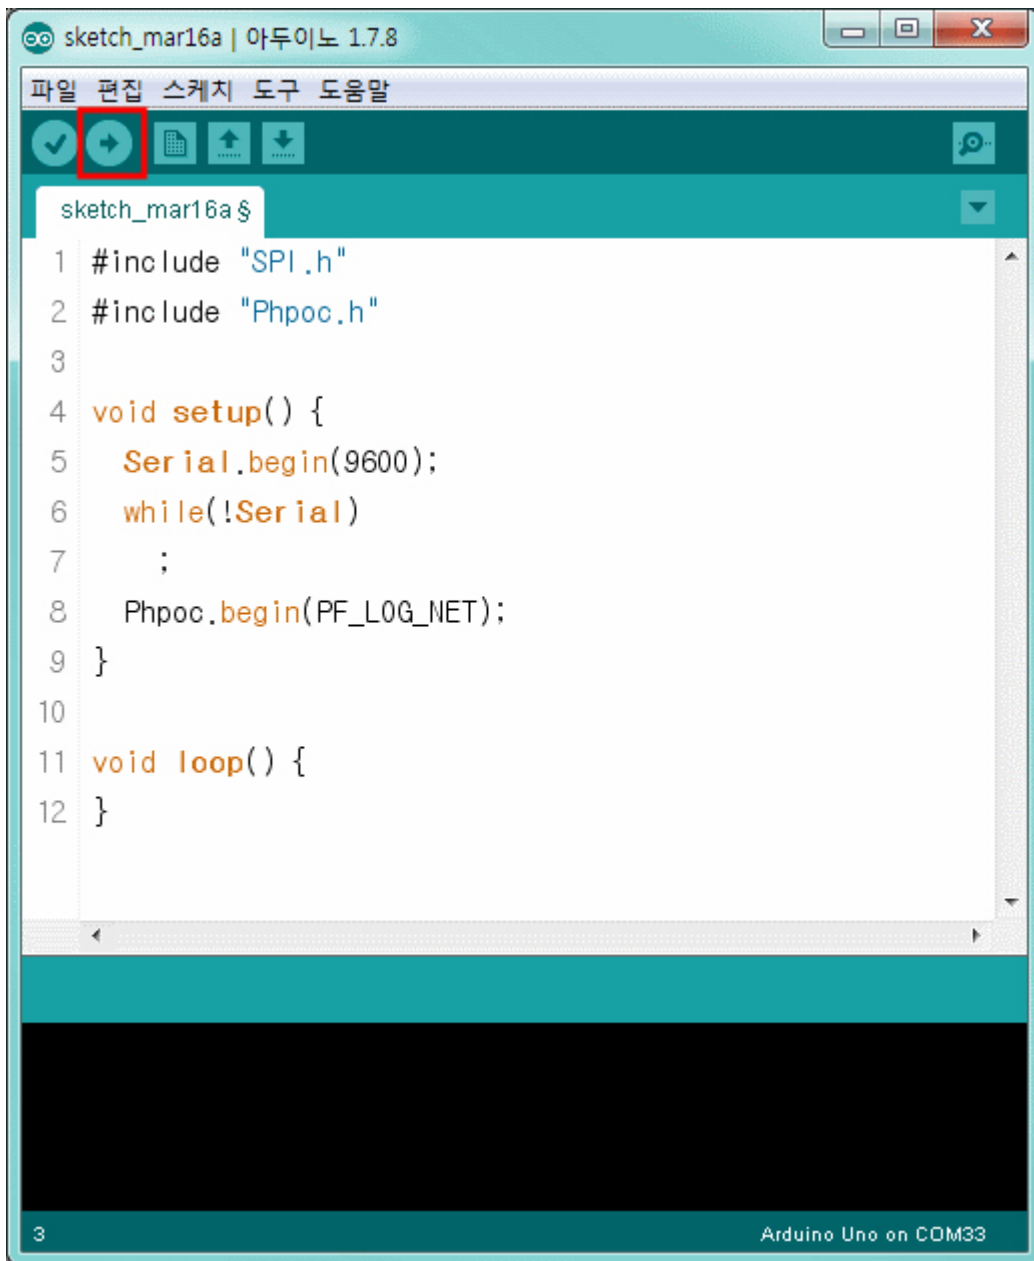 sketch_mar16a | 아두이노 1.7.8
파일 편집 스케치 도구 도움말
sketch_mar16a §
1 #include "SPI.h"
2 #include "Phpoc.h"
3
4 void setup() {
5   Serial.begin(9600);
6   while(!Serial)
7     ;
8   Phpoc.begin(PF_LOG_NET);
9 }
10
11 void loop() {
12 }
3
Arduino Uno on COM33